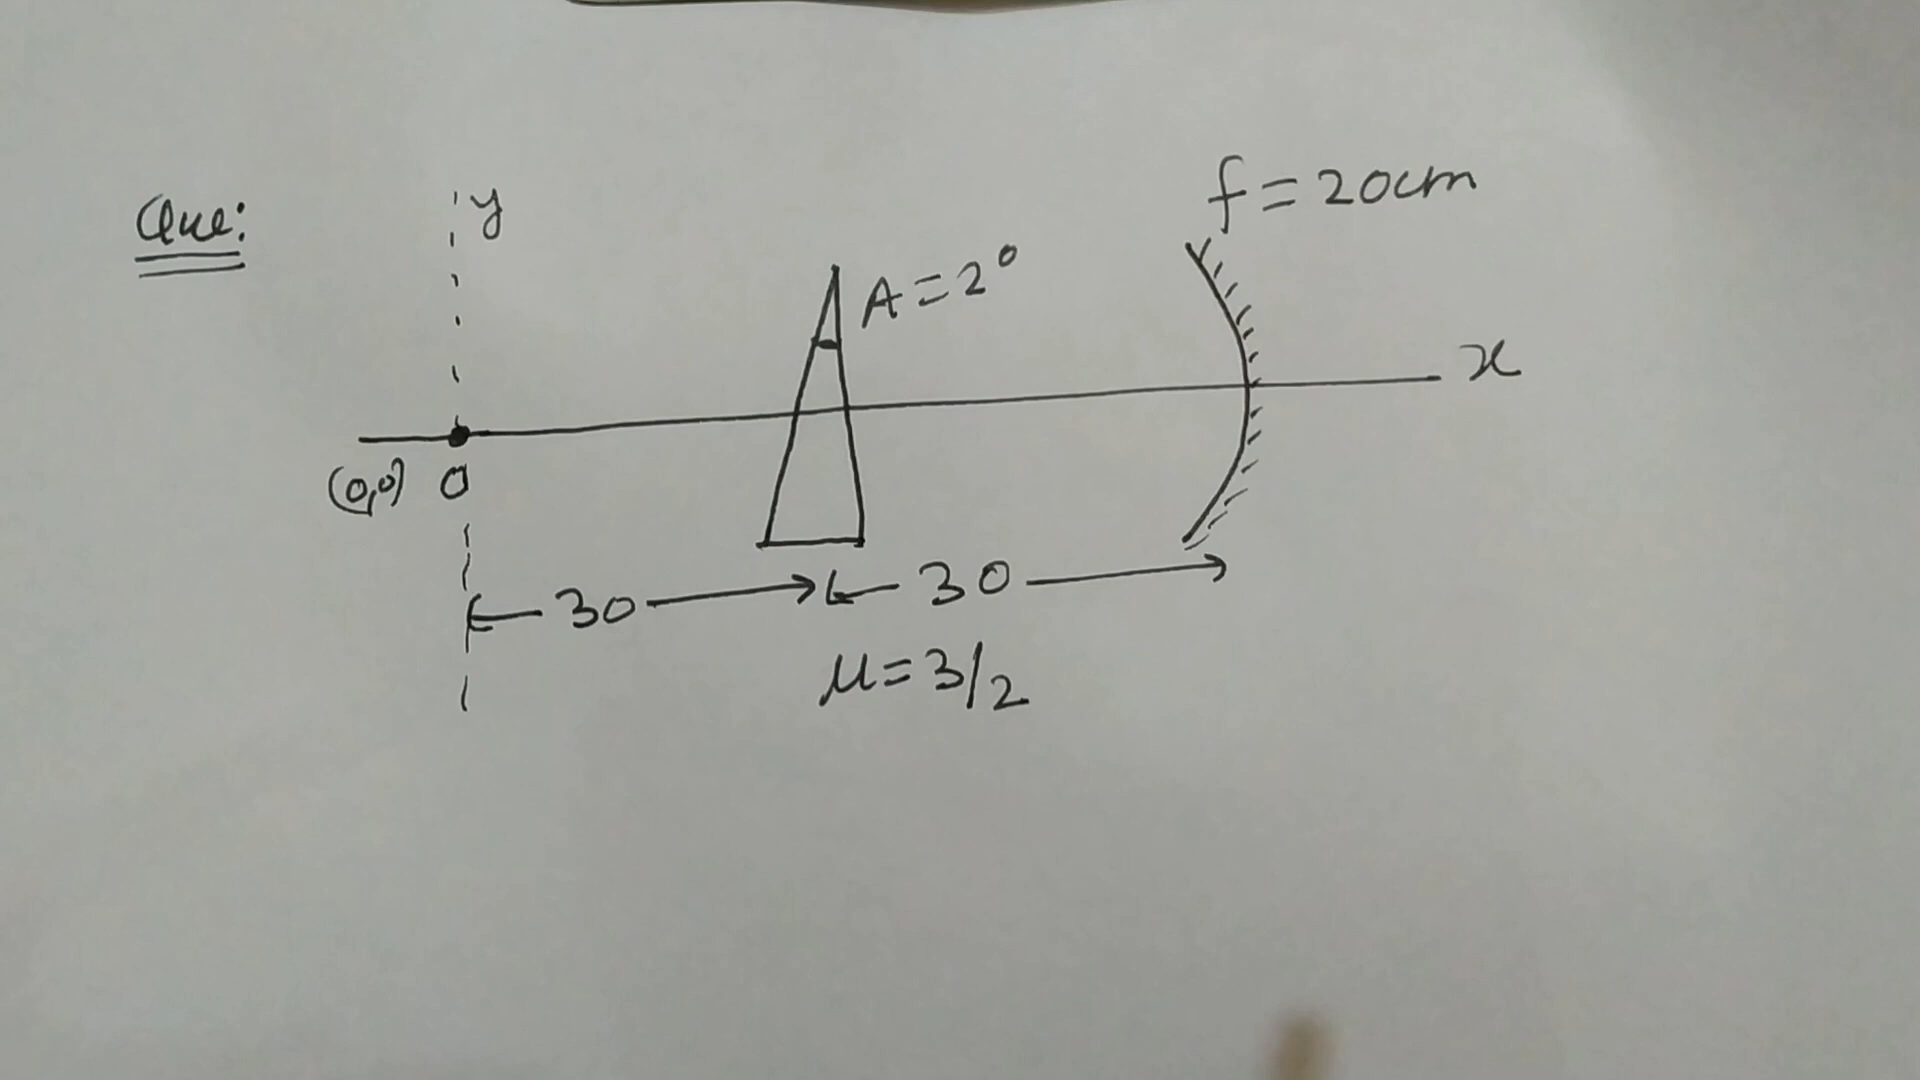 Que:
y
f = 20cm
A = 2°
x
(0,0) O
30 30
μ = 3/2